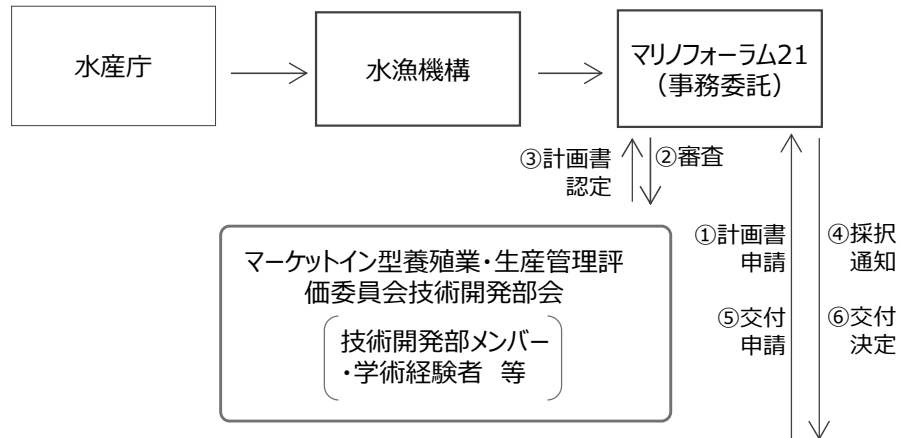 水産庁
水漁機構
マリノフォーラム21
（事務委託）
③計画書
認定
②審査
マーケットイン型養殖業・生産管理評
価委員会技術開発部会
技術開発部メンバー
・学術経験者 等
①計画書
申請
④採択
通知
⑤交付
申請
⑥交付
決定